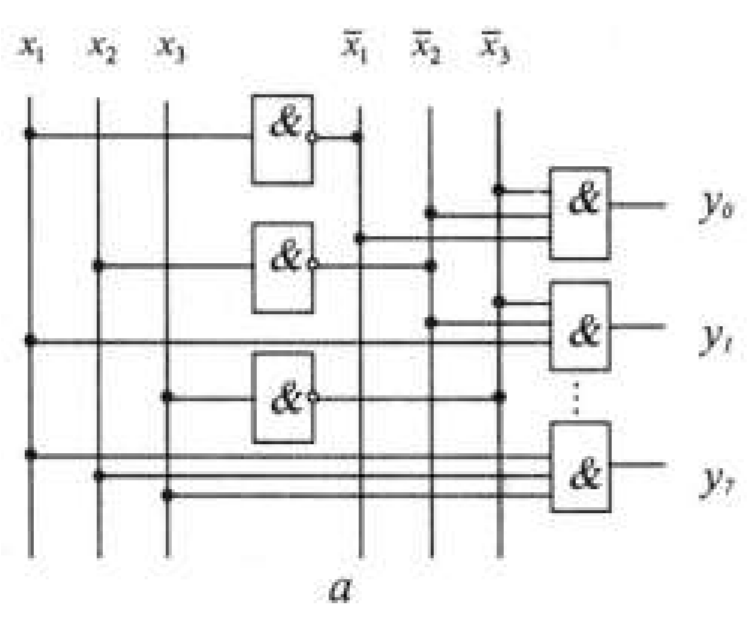 x₁ x₂ x₃ x̄₁ x̄₂ x̄₃
&
& y₀
&
& y₁
&
& y₇
a